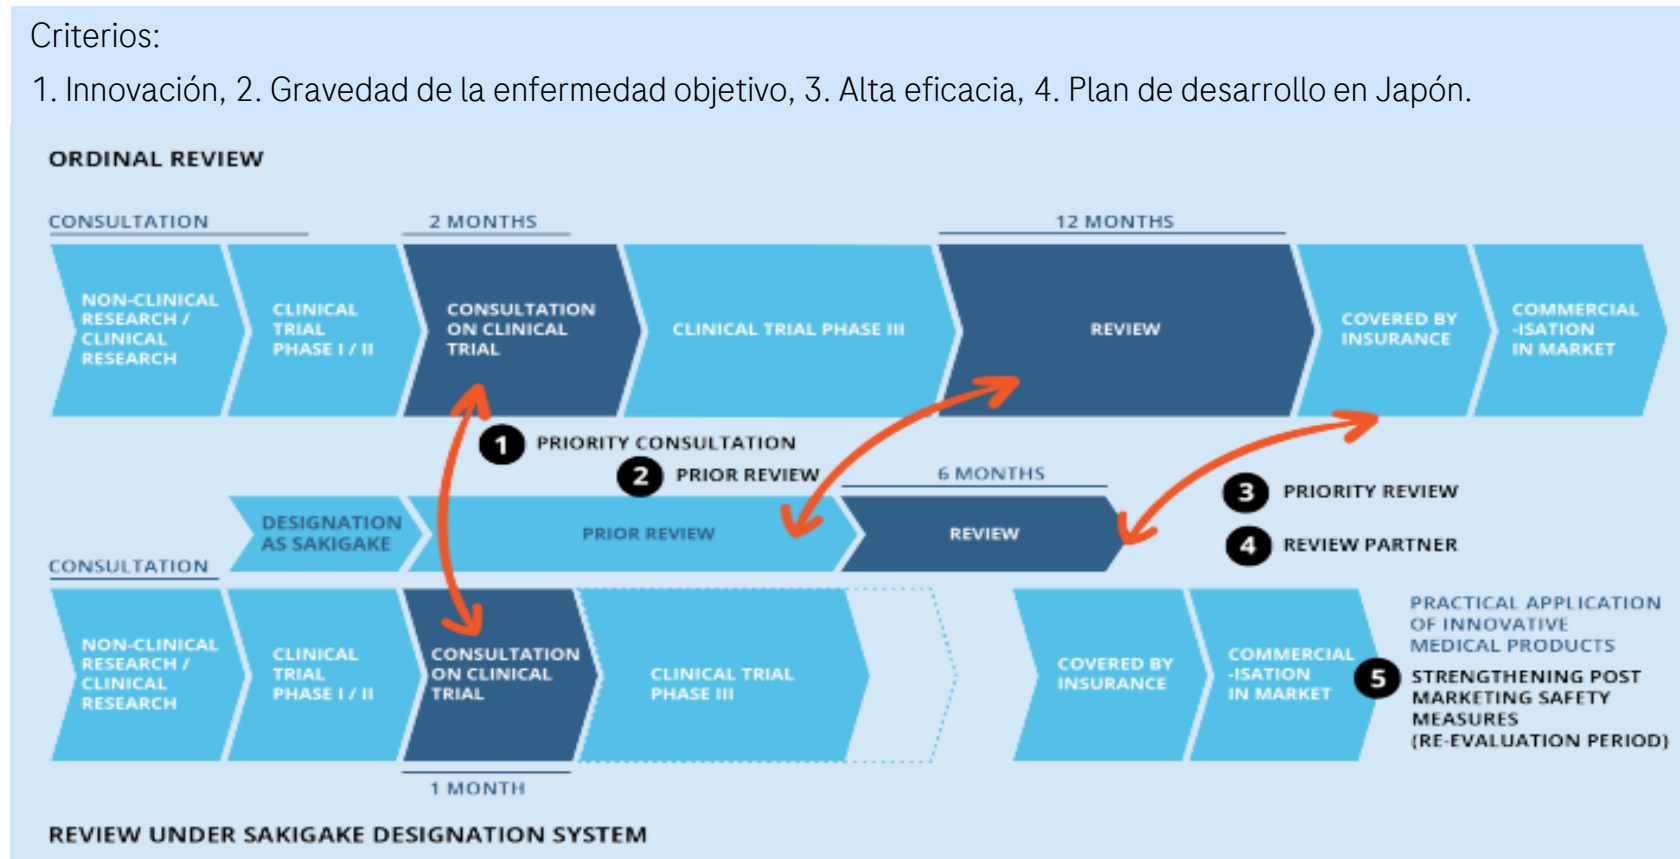 Criterios:
1. Innovación, 2. Gravedad de la enfermedad objetivo, 3. Alta eficacia, 4. Plan de desarrollo en Japón.
ORDINAL REVIEW
CONSULTATION
2 MONTHS
12 MONTHS
NON-CLINICAL
RESEARCH /
CLINICAL
RESEARCH
CLINICAL
TRIAL
PHASE I / II
CONSULTATION
ON CLINICAL
TRIAL
CLINICAL TRIAL PHASE III
REVIEW
COVERED BY
INSURANCE
COMMERCIAL
-ISATION
IN MARKET
1 PRIORITY CONSULTATION
2 PRIOR REVIEW
6 MONTHS
3 PRIORITY REVIEW
4 REVIEW PARTNER
DESIGNATION
AS SAKIGAKE
PRIOR REVIEW
REVIEW
CONSULTATION
NON-CLINICAL
RESEARCH /
CLINICAL
RESEARCH
CLINICAL
TRIAL
PHASE I / II
CONSULTATION
ON CLINICAL
TRIAL
CLINICAL TRIAL
PHASE III
COVERED BY
INSURANCE
COMMERCIAL
-ISATION
IN MARKET
PRACTICAL APPLICATION
OF INNOVATIVE
MEDICAL PRODUCTS
5 STRENGTHENING POST
MARKETING SAFETY
MEASURES
(RE-EVALUATION PERIOD)
1 MONTH
REVIEW UNDER SAKIGAKE DESIGNATION SYSTEM